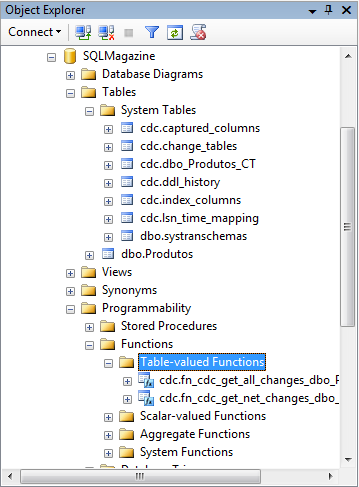 Object Explorer
Connect
SQLMagazine
Database Diagrams
Tables
System Tables
cdc.captured_columns
cdc.change_tables
cdc.dbo_Produtos_CT
cdc.ddl_history
cdc.index_columns
cdc.lsn_time_mapping
dbo.systranschemas
dbo.Produtos
Views
Synonyms
Programmability
Stored Procedures
Functions
Table-valued Functions
cdc.fn_cdc_get_all_changes_dbo_P
cdc.fn_cdc_get_net_changes_dbo_
Scalar-valued Functions
Aggregate Functions
System Functions